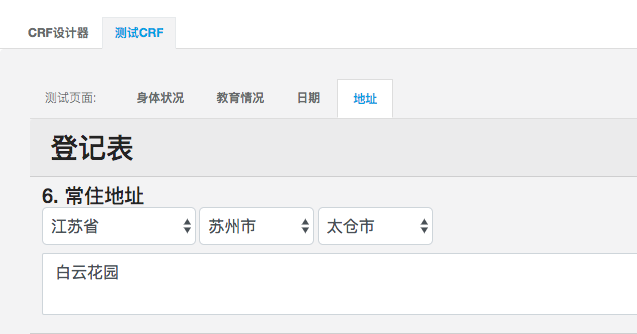 CRF设计器 测试CRF
测试页面: 身体状况 教育情况 日期 地址
登记表
6. 常住地址
江苏省 苏州市 太仓市
白云花园